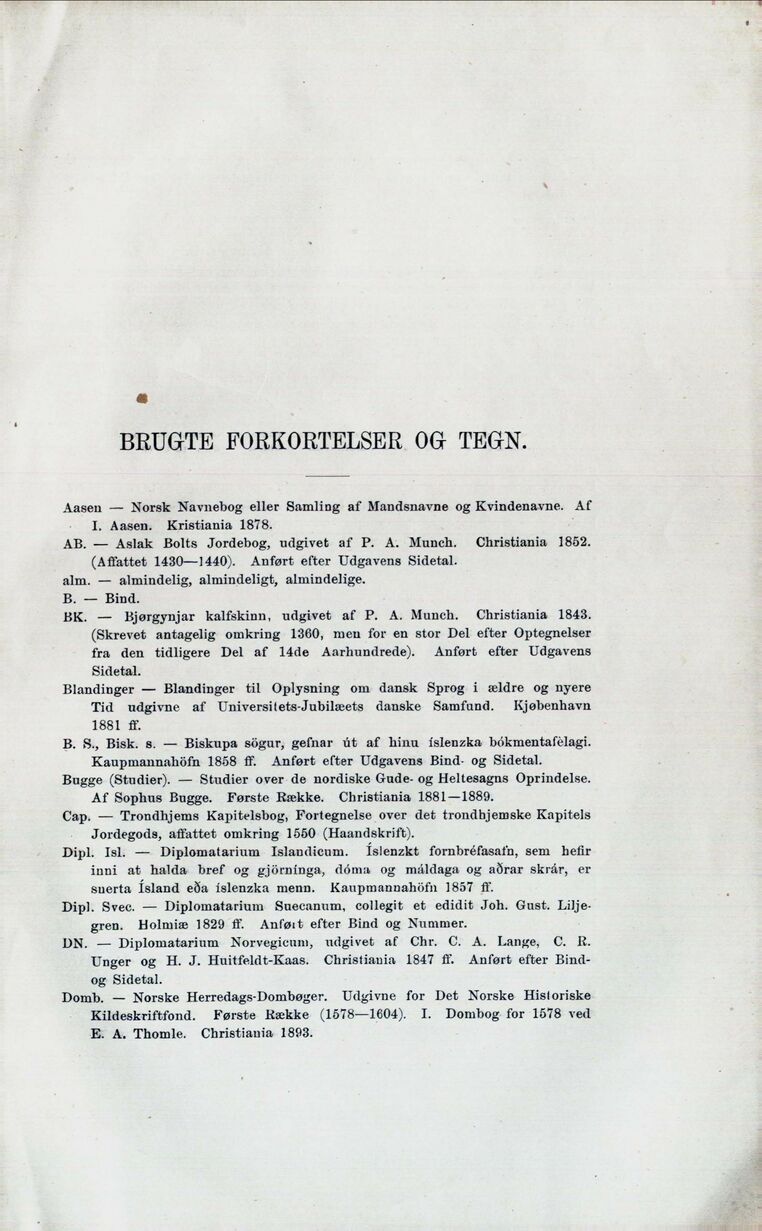 BRUGTE FORKORTELSER OG TEGN.
Aasen — Norsk Navnebog eller Samling af Mandsnavne og Kvindenavne. Af
I. Aasen. Kristiania 1878.
AB. — Aslak Bolts Jordebog, udgivet af P. A. Munch. Christiania 1852.
(Affattet 1430—1440). Anført efter Udgavens Sidetal.
alm. — almindelig, almindeligt, almindelige.
B. — Bind.
BK. — Bjørgynjar kalfskinn, udgivet af P. A. Munch. Christiania 1843.
(Skrevet antagelig omkring 1360, men for en stor Del efter Optegnelser
fra den tidligere Del af 14de Aarhundrede). Anført efter Udgavens
Sidetal.
Blandinger — Blandinger til Oplysning om dansk Sprog i ældre og nyere
Tid udgivne af Universitets-Jubilæets danske Samfund. Kjøbenhavn
1881 ff.
B. S., Bisk. s. — Biskupa sögur, gefnar út af hinu íslenzka bókmentafèlagi.
Kaupmannahöfn 1858 ff. Anført efter Udgavens Bind- og Sidetal.
Bugge (Studier). — Studier over de nordiske Gude- og Heltesagns Oprindelse.
Af Sophus Bugge. Første Række. Christiania 1881—1889.
Cap. — Trondhjems Kapitelsbog, Fortegnelse over det trondhjemske Kapitels
Jordegods, affattet omkring 1550 (Haandskrift).
Dipl. Isl. — Diplomatarium Islandicum. Íslenzkt fornbréfasafn, sem hefir
inni at halda bref og gjörnínga, dóma og máldaga og aðrar skrár, er
snerta Ísland eða íslenzka menn. Kaupmannahöfn 1857 ff.
Dipl. Svec. — Diplomatarium Suecanum, collegit et edidit Joh. Gust. Lilje-
gren. Holmiæ 1829 ff. Anført efter Bind og Nummer.
DN. — Diplomatarium Norvegicum, udgivet af Chr. C. A. Lange, C. R.
Unger og H. J. Huitfeldt-Kaas. Christiania 1847 ff. Anført efter Bind-
og Sidetal.
Domb. — Norske Herredags-Dombøger. Udgivne for Det Norske Historiske
Kildeskriftfond. Første Række (1578—1604). I. Dombog for 1578 ved
E. A. Thomle. Christiania 1893.